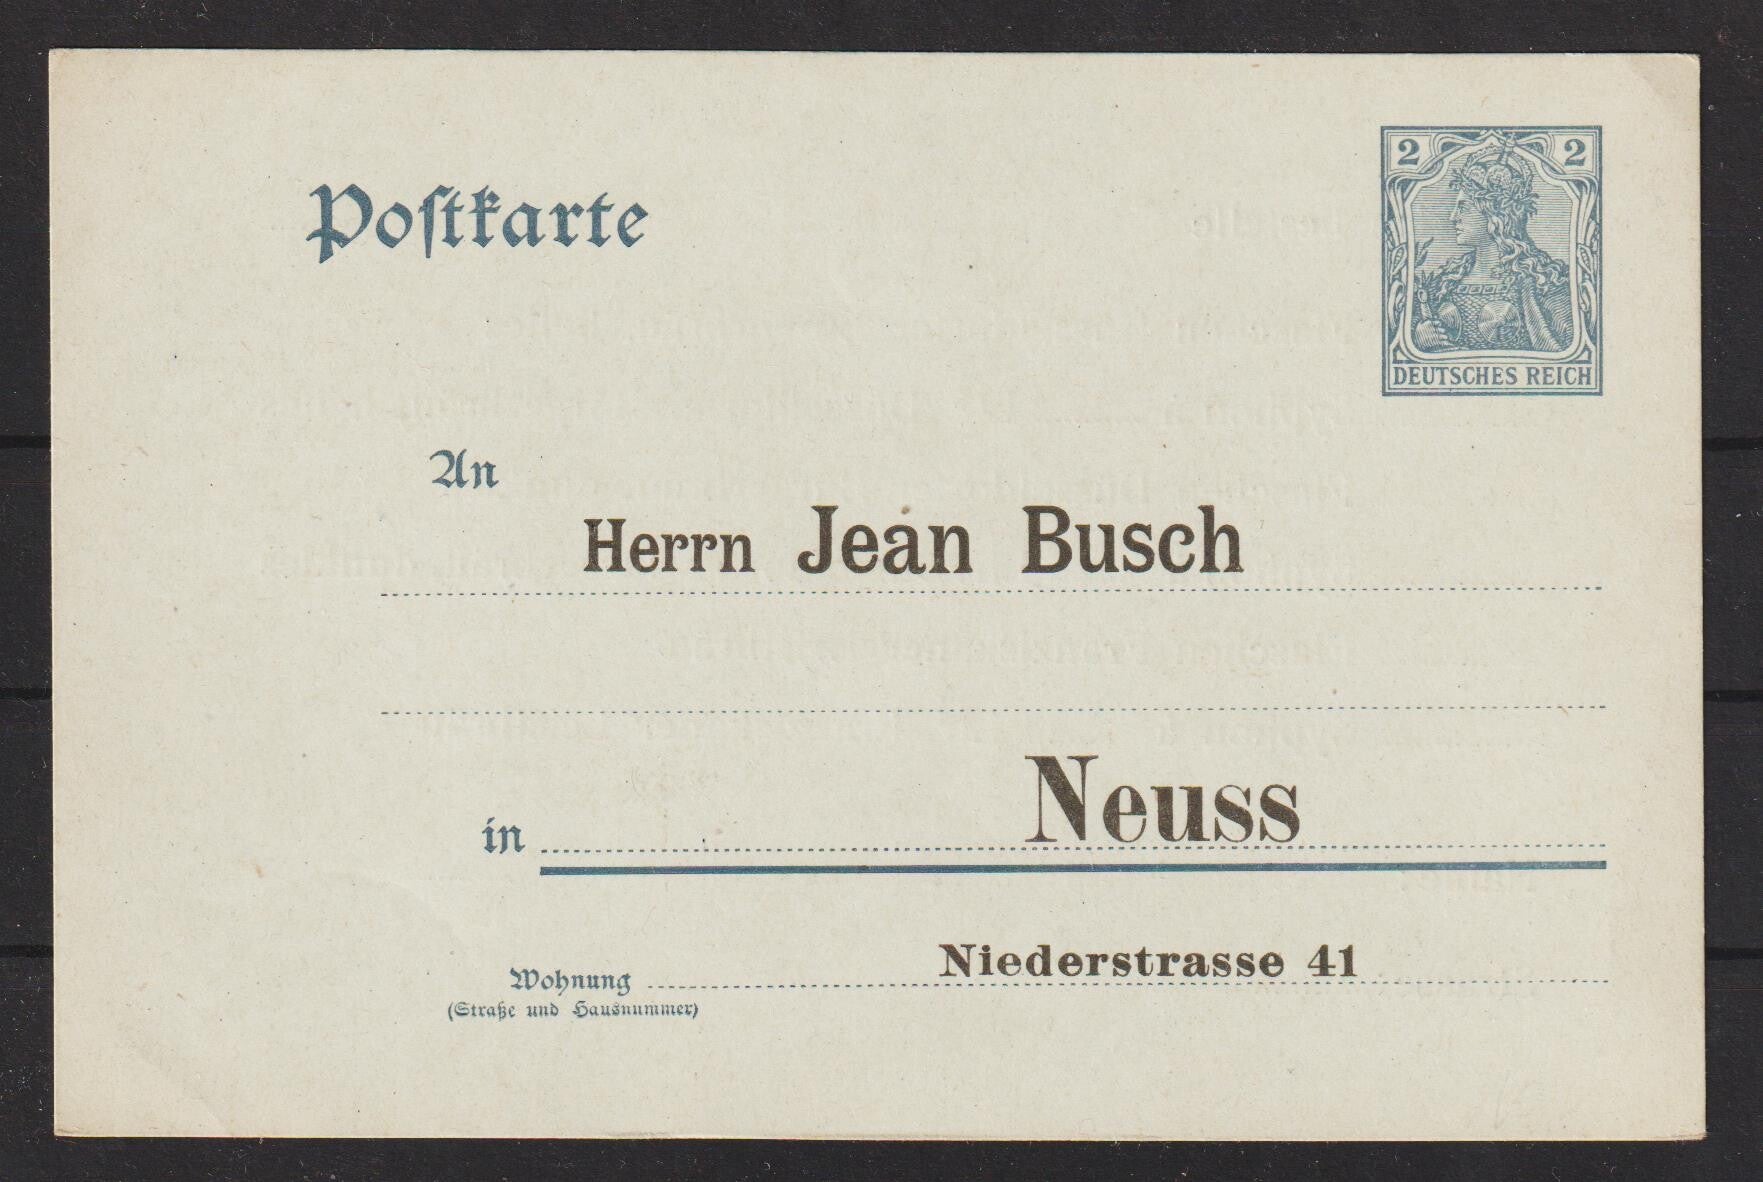 Postkarte
2 2
DEUTSCHES REICH
An
Herrn Jean Busch
in Neuss
Niederstrasse 41
Wohnung
(Straße und Hausnummer)